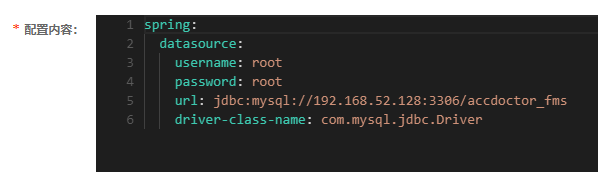 * 配置内容:
1 spring:
2   datasource:
3     username: root
4     password: root
5     url: jdbc:mysql://192.168.52.128:3306/accdoctor_fms
6     driver-class-name: com.mysql.jdbc.Driver